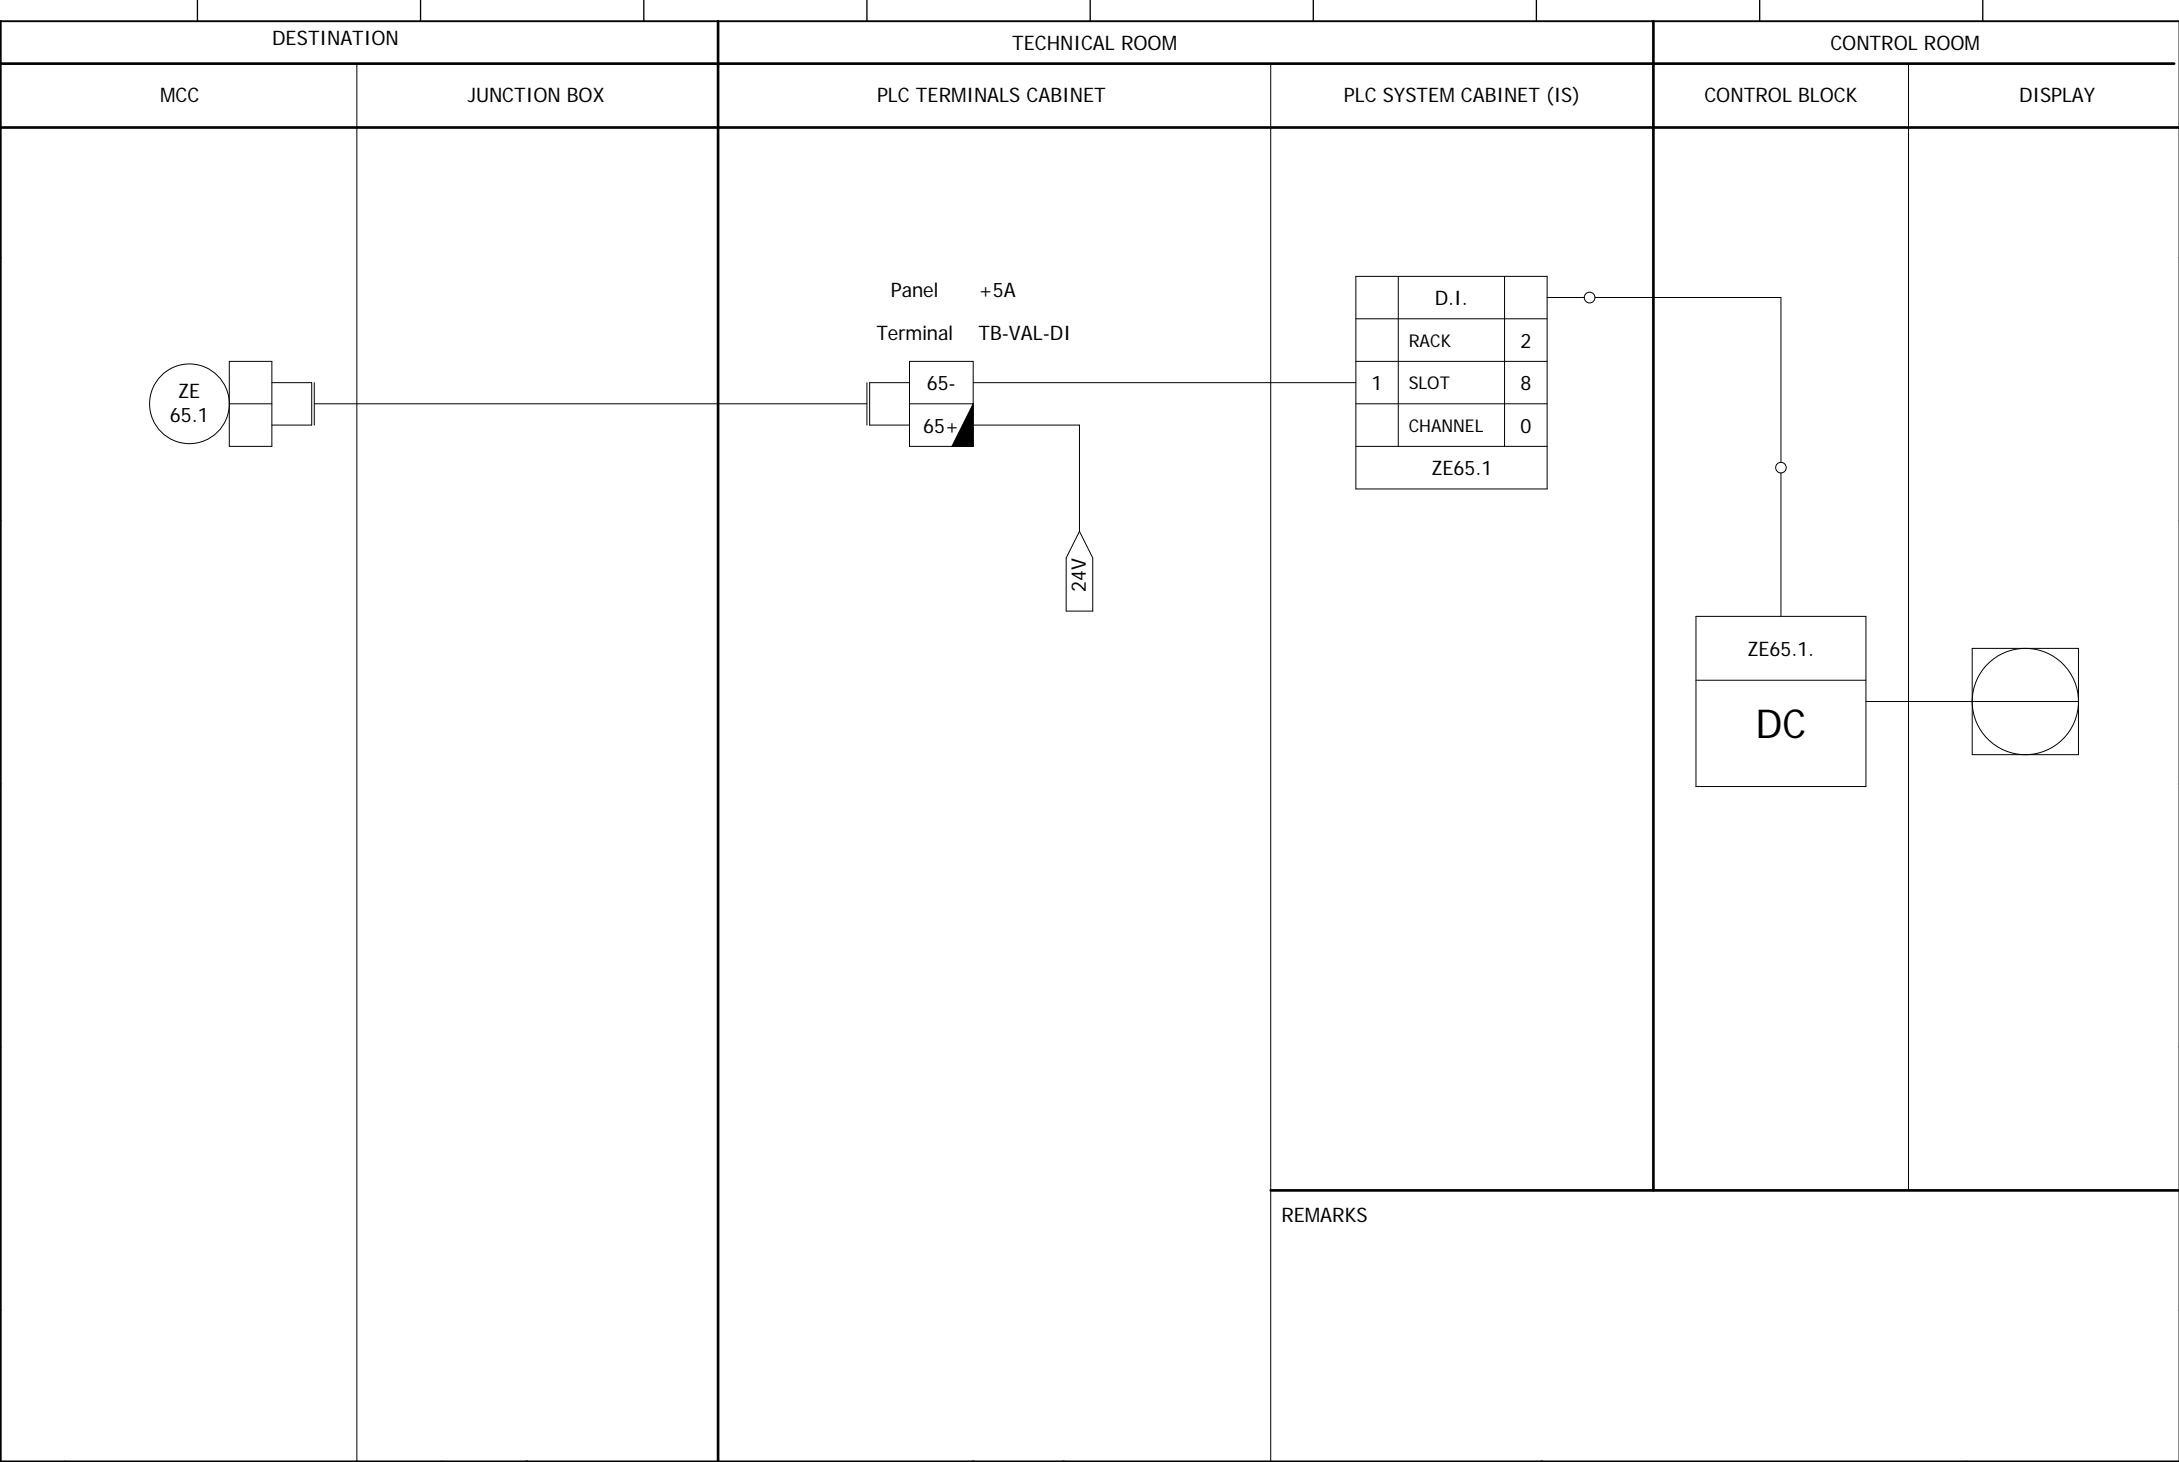 DESTINATION
TECHNICAL ROOM
CONTROL ROOM
MCC
JUNCTION BOX
PLC TERMINALS CABINET
PLC SYSTEM CABINET (IS)
CONTROL BLOCK
DISPLAY
ZE
65.1
Panel +5A
Terminal TB-VAL-DI
65-
65+
24V
D.I.
RACK 2
1 SLOT 8
CHANNEL 0
ZE65.1
ZE65.1.
DC
REMARKS